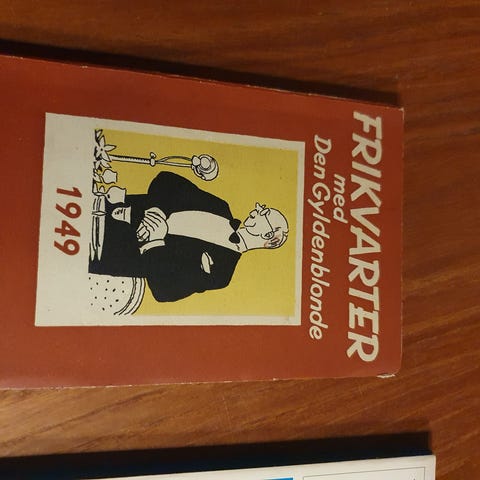 FRIKVARTER
med
Den Gyldenblonde
1949